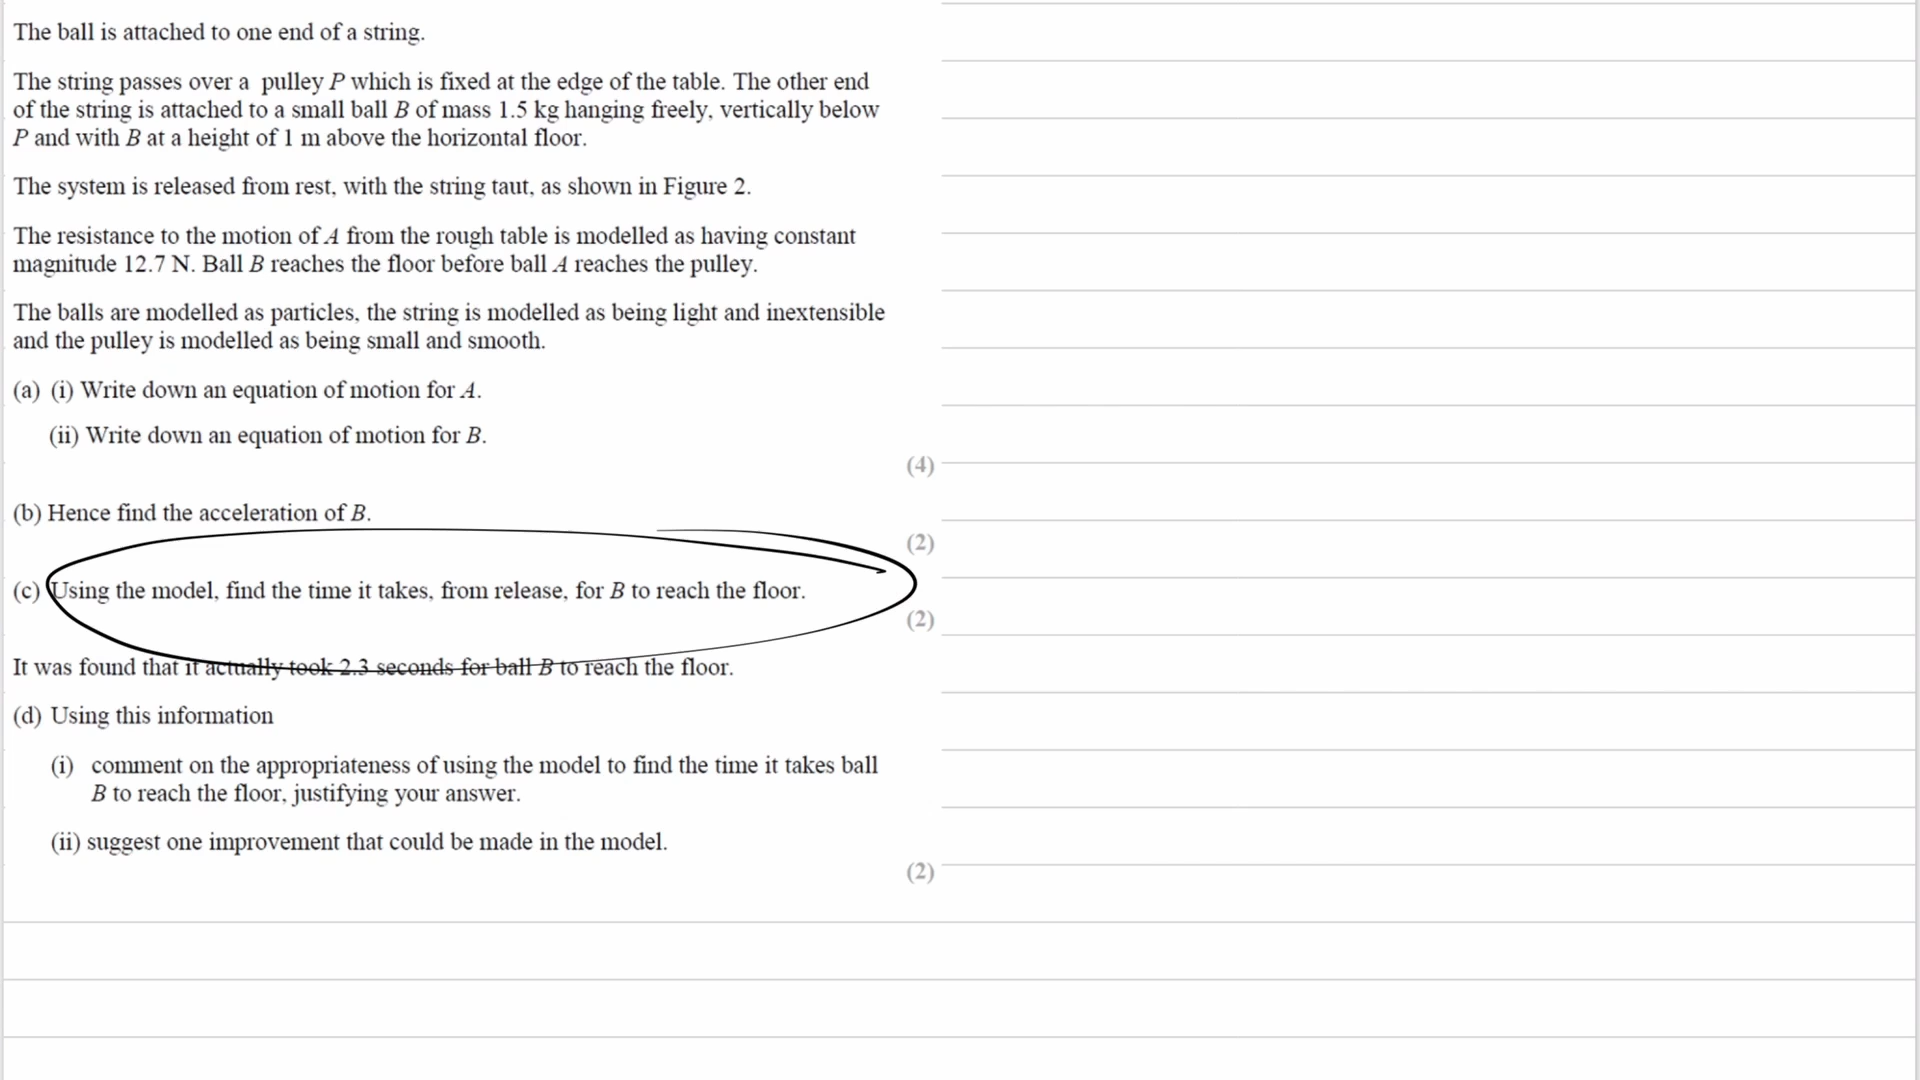 The ball is attached to one end of a string.
The string passes over a pulley P which is fixed at the edge of the table. The other end
of the string is attached to a small ball B of mass 1.5 kg hanging freely, vertically below
P and with B at a height of 1 m above the horizontal floor.
The system is released from rest, with the string taut, as shown in Figure 2.
The resistance to the motion of A from the rough table is modelled as having constant
magnitude 12.7 N. Ball B reaches the floor before ball A reaches the pulley.
The balls are modelled as particles, the string is modelled as being light and inextensible
and the pulley is modelled as being small and smooth.
(a) (i) Write down an equation of motion for A.
(ii) Write down an equation of motion for B.
(4)
(b) Hence find the acceleration of B.
(2)
(c) Using the model, find the time it takes, from release, for B to reach the floor.
(2)
It was found that it actually took 2.3 seconds for ball B to reach the floor.
(d) Using this information
(i) comment on the appropriateness of using the model to find the time it takes ball
B to reach the floor, justifying your answer.
(ii) suggest one improvement that could be made in the model.
(2)